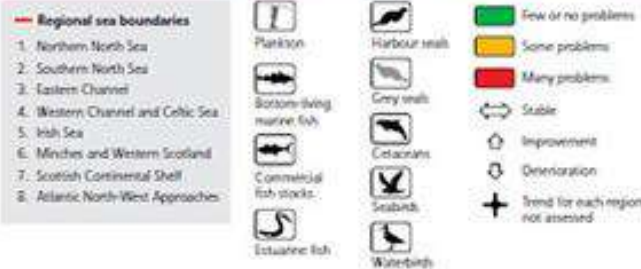 Regional sea boundaries
1. Northern North Sea
2. Southern North Sea
3. Eastern Channel
4. Western Channel and Celtic Sea
5. Irish Sea
6. Minches and Western Scotland
7. Scottish Continental Shelf
8. Atlantic North-West Approaches
Plankton
Bottom-living
marine fish
Commercial
fish stocks
Estuarine fish
Harbour seals
Grey seals
Cetaceans
Seabirds
Waterbirds
Few or no problems
Some problems
Many problems
Stable
Improvement
Deterioration
Trend for each region
not assessed